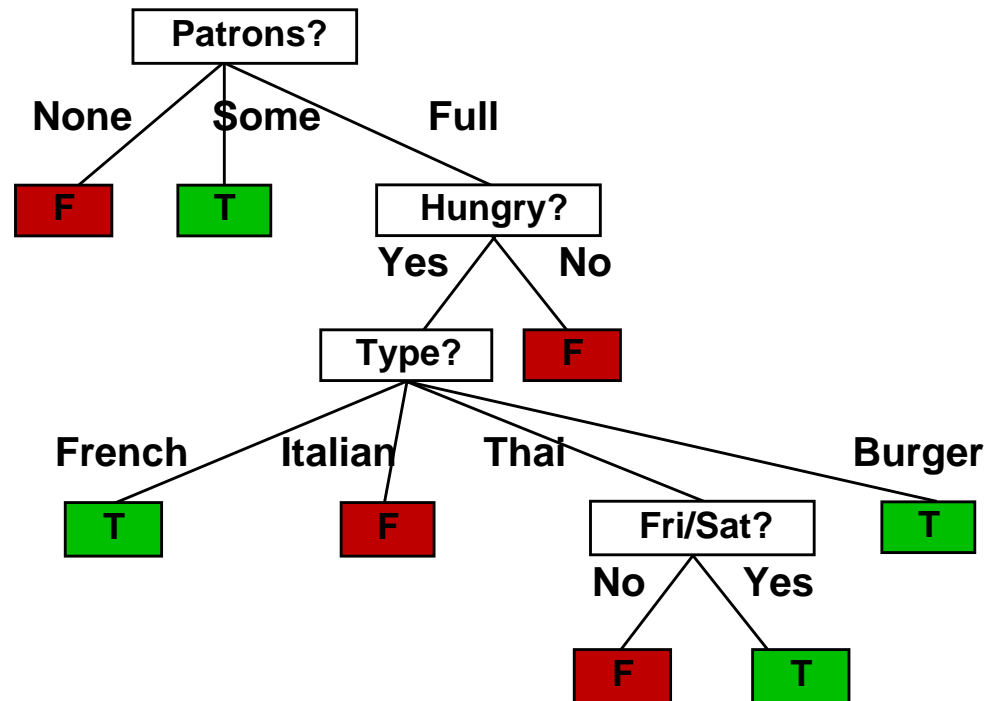 Patrons?
None Some Full
F T Hungry?
Yes No
Type? F
French Italian Thai Burger
T F Fri/Sat? T
No Yes
F T